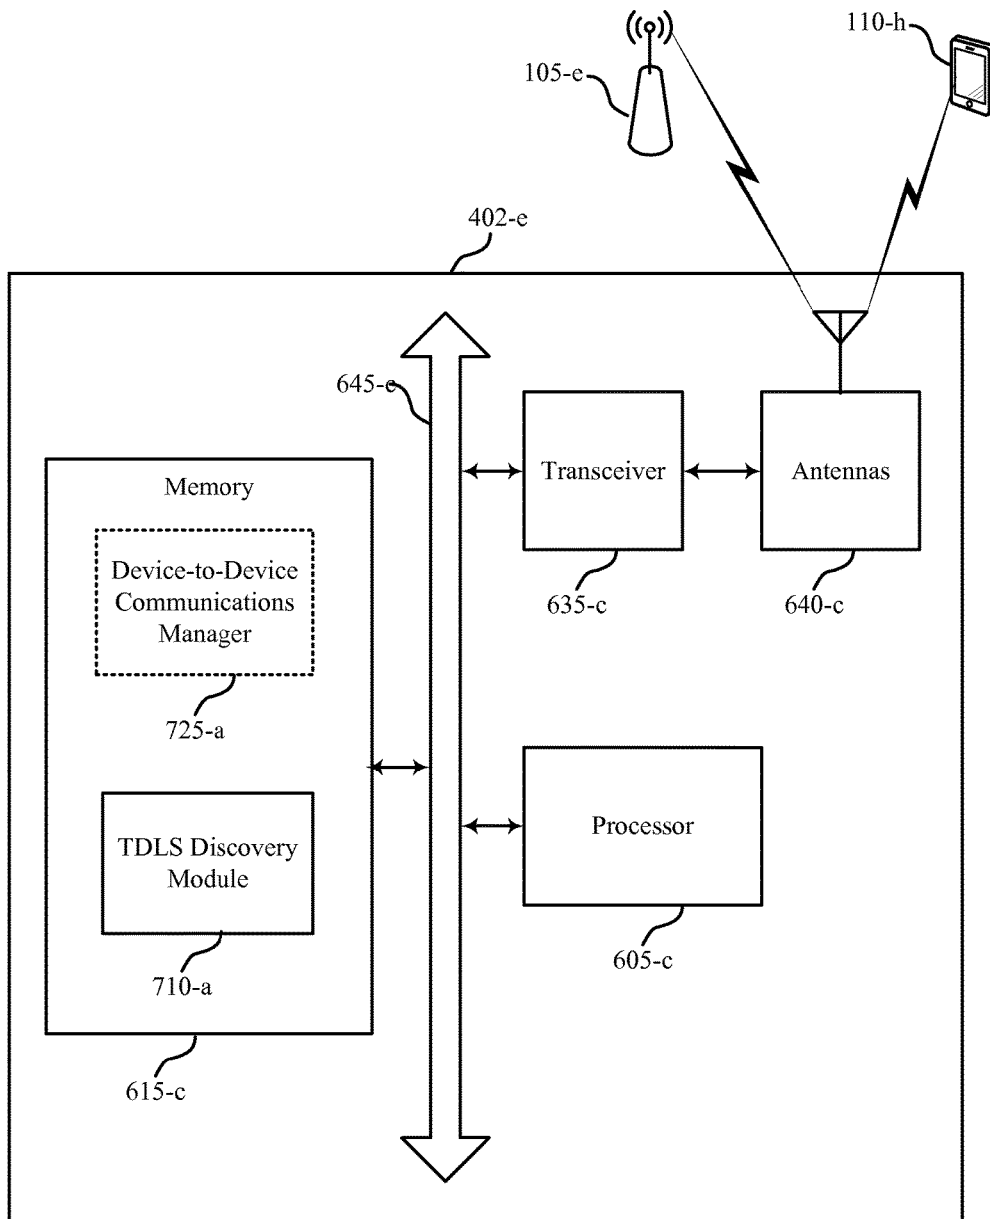 110-h
105-e
402-e
645-c
Transceiver
Antennas
635-c
640-c
Memory
Device-to-Device
Communications
Manager
725-a
TDLS Discovery
Module
710-a
615-c
Processor
605-c